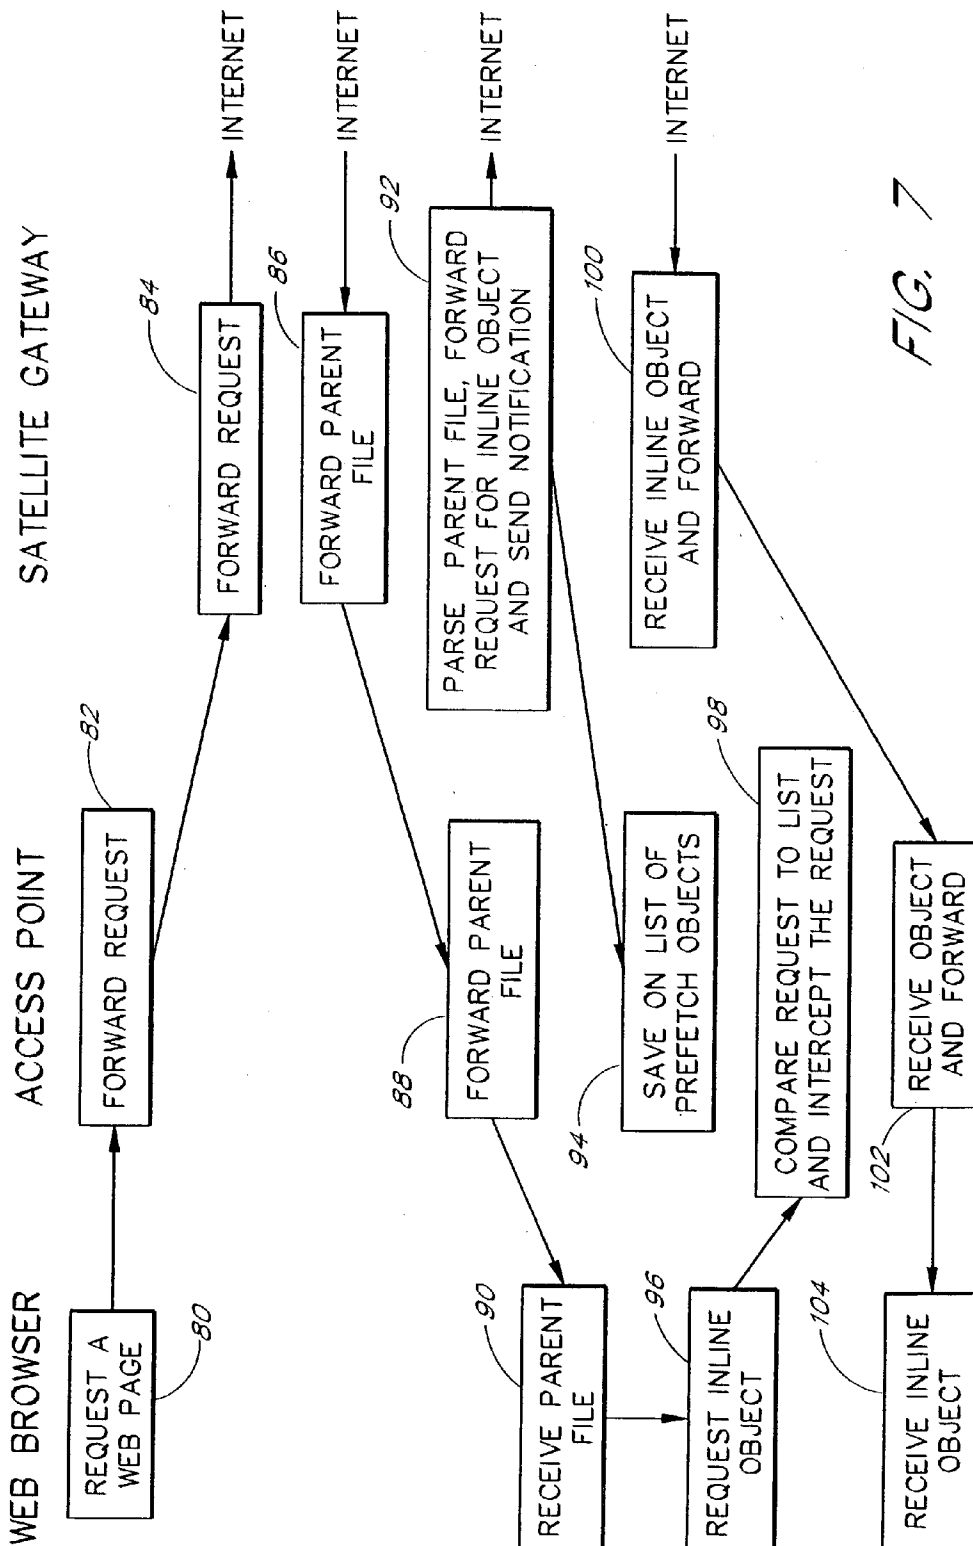 WEB BROWSER
ACCESS POINT
SATELLITE GATEWAY
REQUEST A
WEB PAGE
80
FORWARD REQUEST
82
FORWARD REQUEST
84
INTERNET
FORWARD PARENT
FILE
86
INTERNET
FORWARD PARENT
FILE
88
RECEIVE PARENT
FILE
90
PARSE PARENT FILE, FORWARD
REQUEST FOR INLINE OBJECT
AND SEND NOTIFICATION
92
INTERNET
SAVE ON LIST OF
PREFETCH OBJECTS
94
REQUEST INLINE
OBJECT
96
COMPARE REQUEST TO LIST
AND INTERCEPT THE REQUEST
98
RECEIVE INLINE OBJECT
AND FORWARD
100
INTERNET
RECEIVE OBJECT
AND FORWARD
102
RECEIVE INLINE
OBJECT
104
FIG. 7